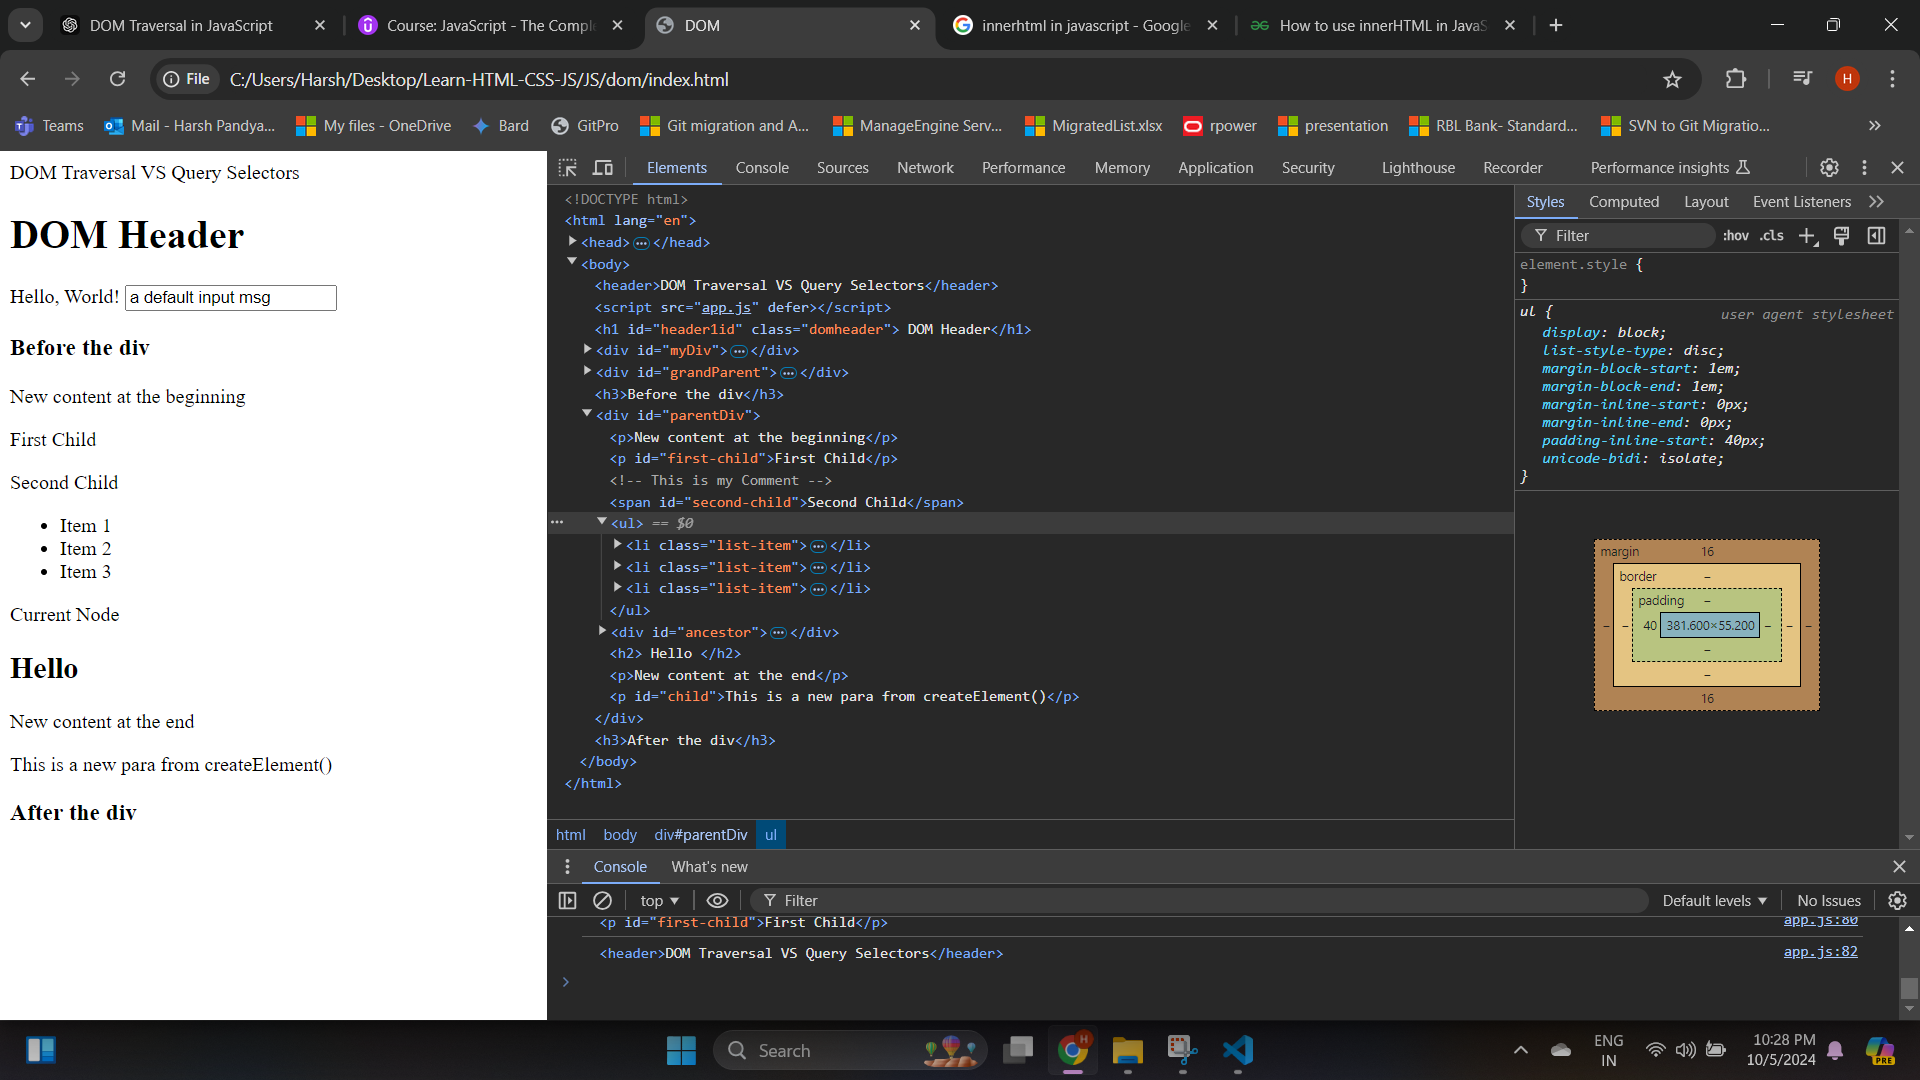 DOM Traversal in JavaScript
Course: JavaScript - The Comple
DOM
innerhtml in javascript - Google
How to use innerHTML in JavaS
File
C:/Users/Harsh/Desktop/Learn-HTML-CSS-JS/JS/dom/index.html
H
Teams
Mail - Harsh Pandya...
My files - OneDrive
Bard
GitPro
Git migration and A...
ManageEngine Serv...
MigratedList.xlsx
rpower
presentation
RBL Bank- Standard...
SVN to Git Migratio...
DOM Traversal VS Query Selectors
DOM Header
Hello, World! a default input msg
Before the div
New content at the beginning
First Child
Second Child
• Item 1
• Item 2
• Item 3
Current Node
Hello
New content at the end
This is a new para from createElement()
After the div
Elements Console Sources Network Performance Memory Application Security Lighthouse Recorder Performance insights
<!DOCTYPE html>
<html lang="en">
<head>…</head>
<body>
<header>DOM Traversal VS Query Selectors</header>
<script src="app.js" defer></script>
<h1 id="header1id" class="domheader"> DOM Header</h1>
<div id="myDiv">…</div>
<div id="grandParent">…</div>
<h3>Before the div</h3>
<div id="parentDiv">
<p>New content at the beginning</p>
<p id="first-child">First Child</p>
<!-- This is my Comment -->
<span id="second-child">Second Child</span>
<ul> == $0
<li class="list-item">…</li>
<li class="list-item">…</li>
<li class="list-item">…</li>
</ul>
<div id="ancestor">…</div>
<h2> Hello </h2>
<p>New content at the end</p>
<p id="child">This is a new para from createElement()</p>
</div>
<h3>After the div</h3>
</body>
</html>
html body div#parentDiv ul
Styles Computed Layout Event Listeners
Filter :hov .cls
element.style {
}
ul { user agent stylesheet
display: block;
list-style-type: disc;
margin-block-start: 1em;
margin-block-end: 1em;
margin-inline-start: 0px;
margin-inline-end: 0px;
padding-inline-start: 40px;
unicode-bidi: isolate;
}
margin 16
border –
padding –
– – 40 381.600×55.200 – – –
–
–
16
Console What's new
top Filter Default levels No Issues
<p id="first-child">First Child</p> app.js:80
<header>DOM Traversal VS Query Selectors</header> app.js:82
Search
H
ENG
IN
10:28 PM
10/5/2024
PRE